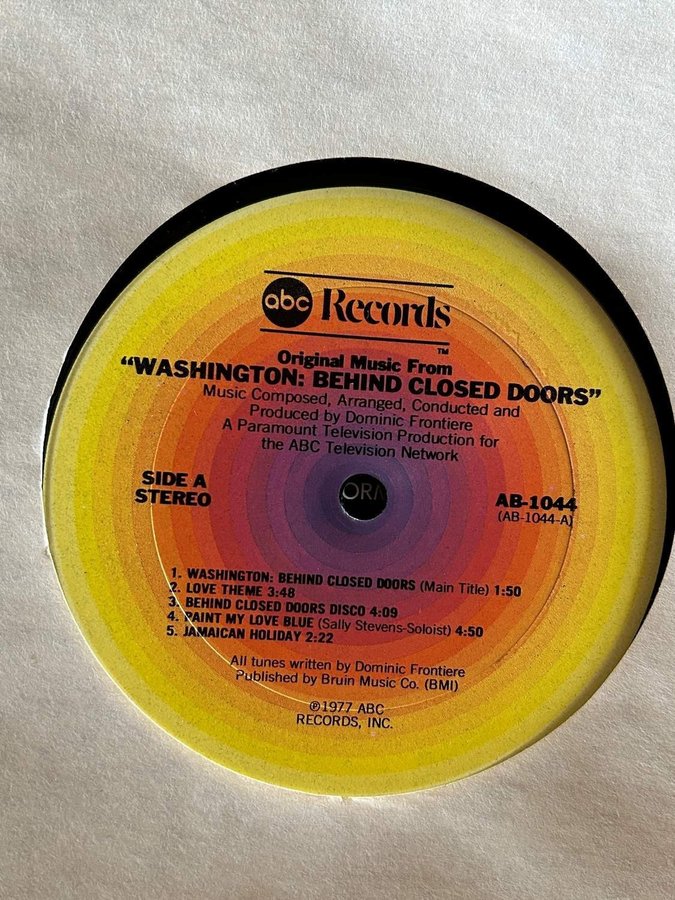 abc Records
TM
Original Music From
"WASHINGTON: BEHIND CLOSED DOORS"
Music Composed, Arranged, Conducted and
Produced by Dominic Frontiere
A Paramount Television Production for
the ABC Television Network
SIDE A
STEREO
ORM
AB-1044
(AB-1044-A)
1. WASHINGTON: BEHIND CLOSED DOORS (Main Title) 1:50
2. LOVE THEME 3:48
3. BEHIND CLOSED DOORS DISCO 4:09
4. PAINT MY LOVE BLUE (Sally Stevens-Soloist) 4:50
5. JAMAICAN HOLIDAY 2:22
All tunes written by Dominic Frontiere
Published by Bruin Music Co. (BMI)
℗1977 ABC
RECORDS, INC.